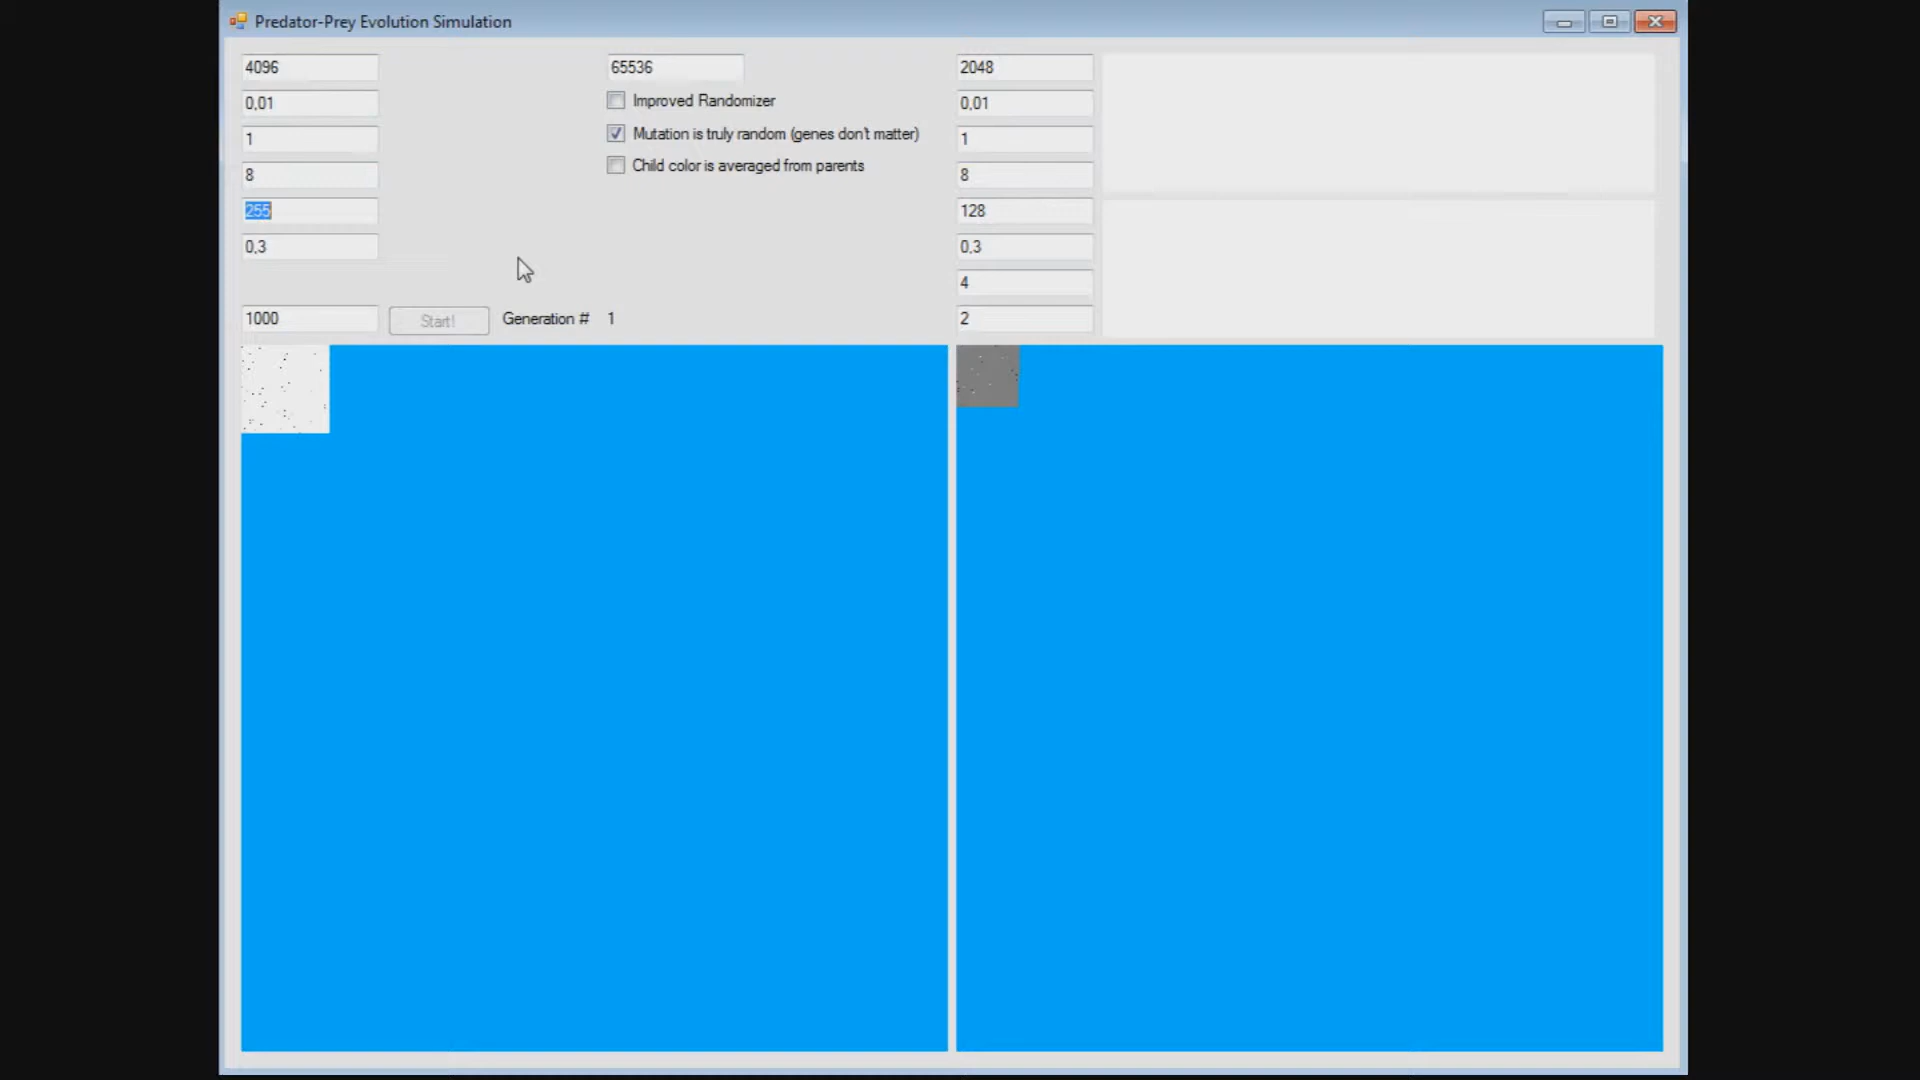 Predator-Prey Evolution Simulation
4096
0,01
1
8
255
0,3
1000
Start!
Generation # 1
65536
Improved Randomizer
Mutation is truly random (genes don't matter)
Child color is averaged from parents
2048
0,01
1
8
128
0,3
4
2